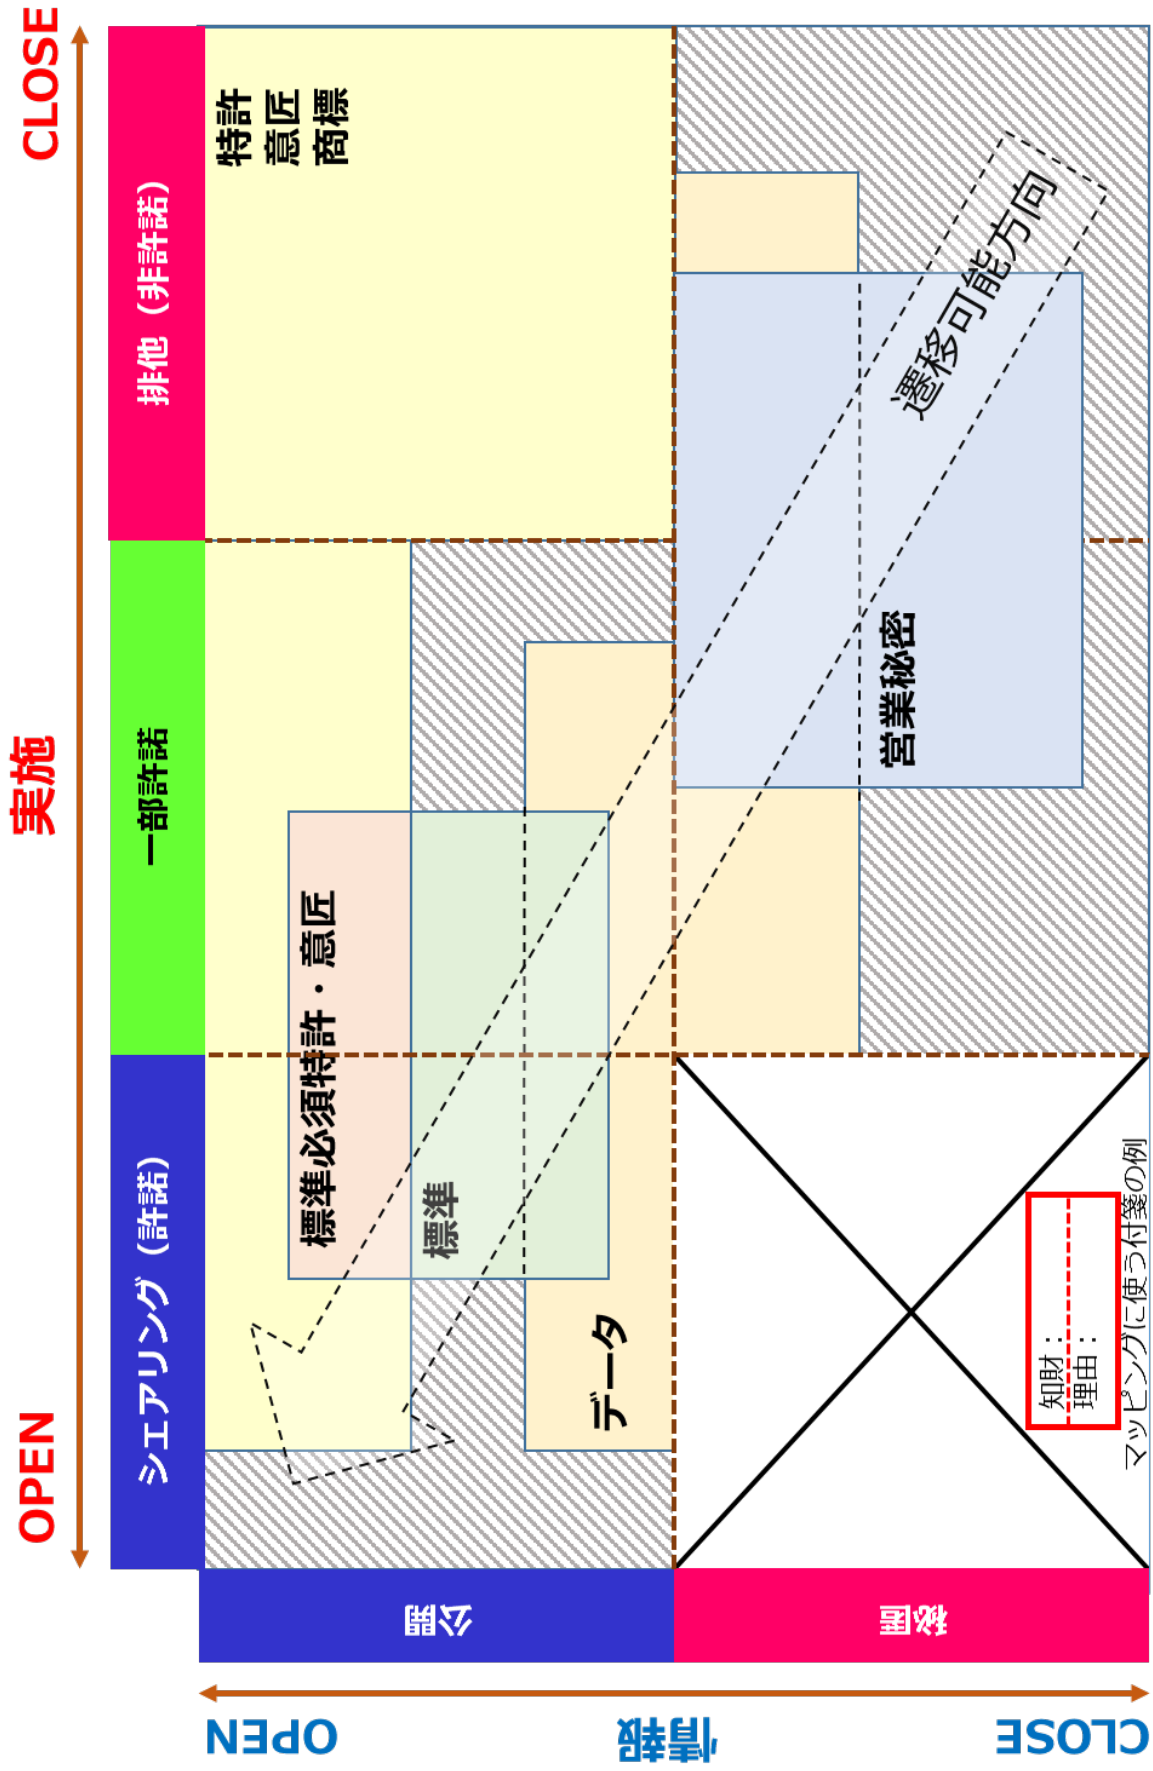 OPEN
実施
CLOSE
シェアリング（許諾）
一部許諾
排他（非許諾）
OPEN
情報
CLOSE
公開
秘匿
特許
意匠
商標
標準必須特許・意匠
標準
データ
営業秘密
遷移可能方向
知財：
理由：
マッピングに使う付箋の例